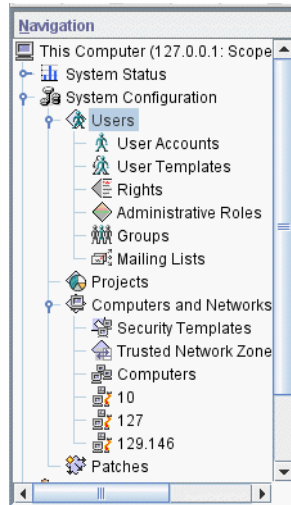 Navigation
This Computer (127.0.0.1: Scope
System Status
System Configuration
Users
User Accounts
User Templates
Rights
Administrative Roles
Groups
Mailing Lists
Projects
Computers and Networks
Security Templates
Trusted Network Zone
Computers
10
127
129.146
Patches